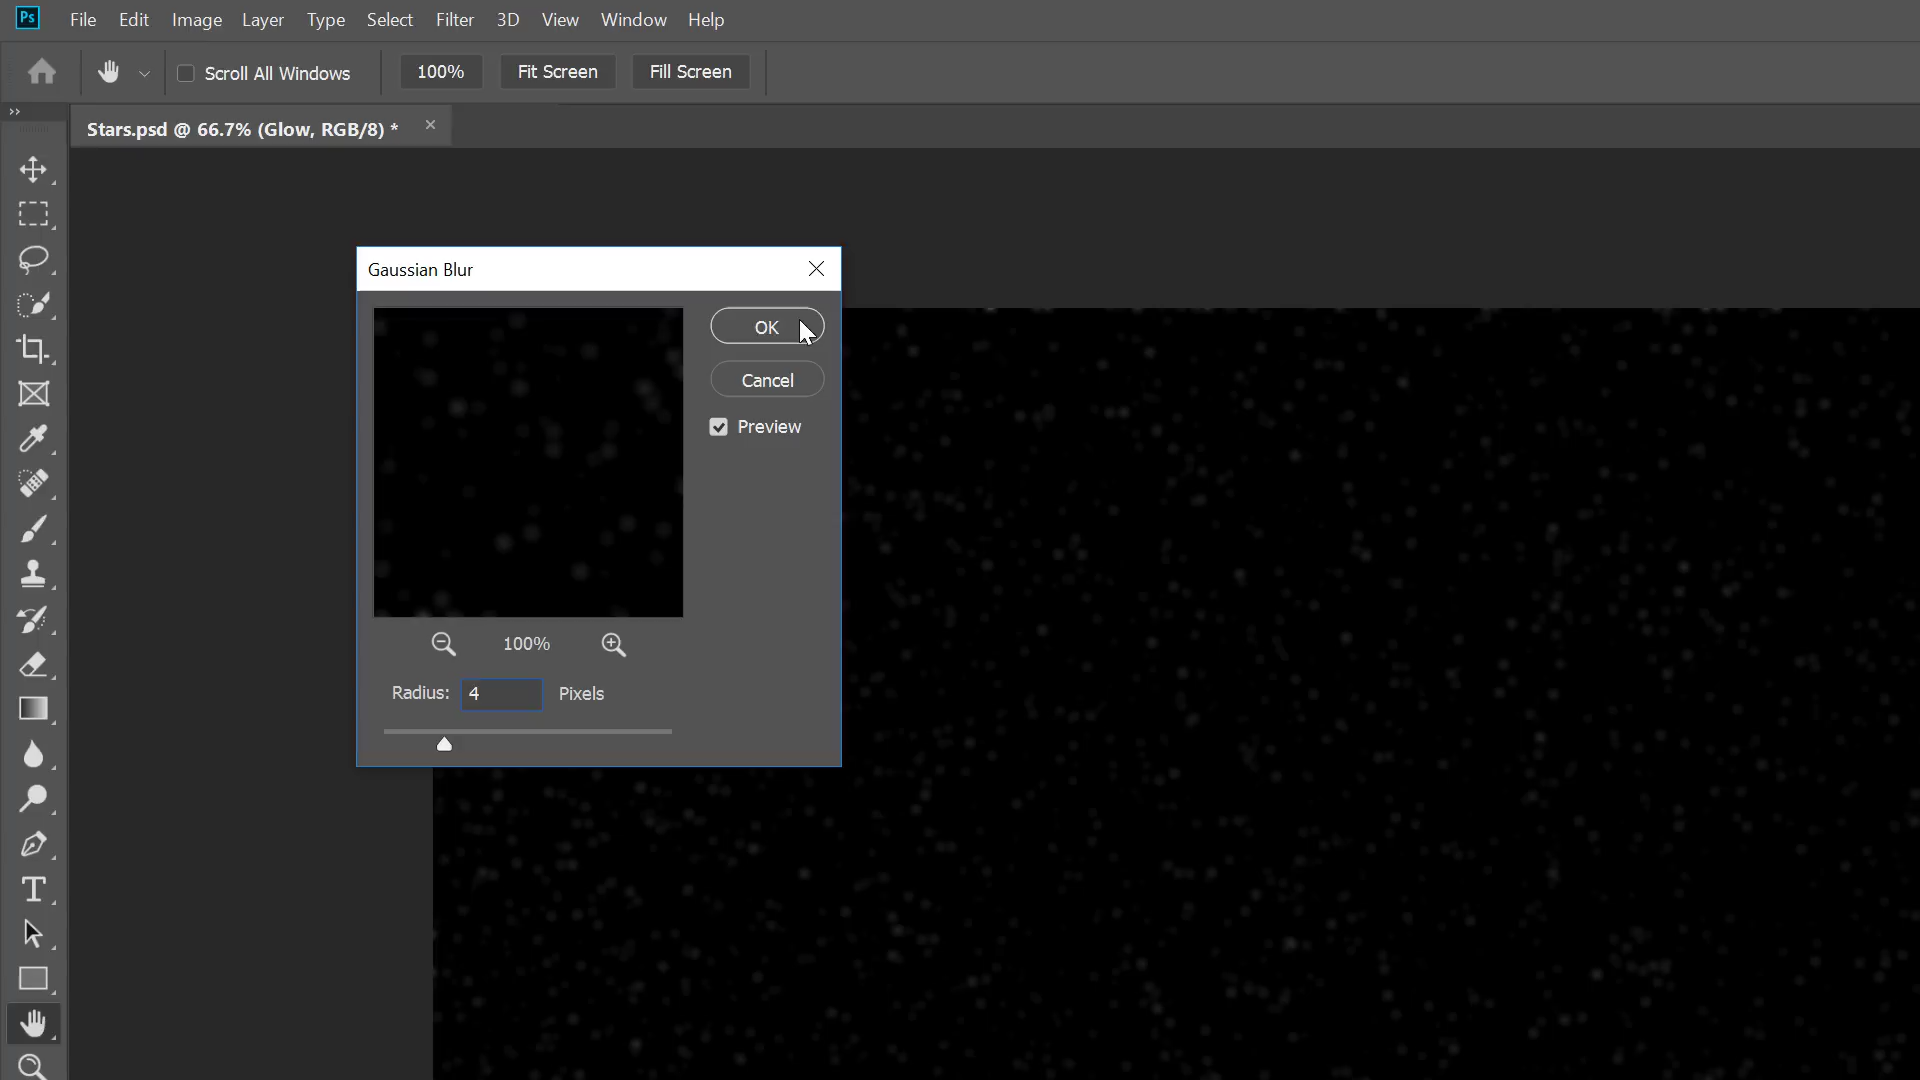 Ps
File Edit Image Layer Type Select Filter 3D View Window Help
Scroll All Windows 100% Fit Screen Fill Screen
Stars.psd @ 66.7% (Glow, RGB/8) *
Gaussian Blur
OK
Cancel
Preview
100%
Radius: 4 Pixels